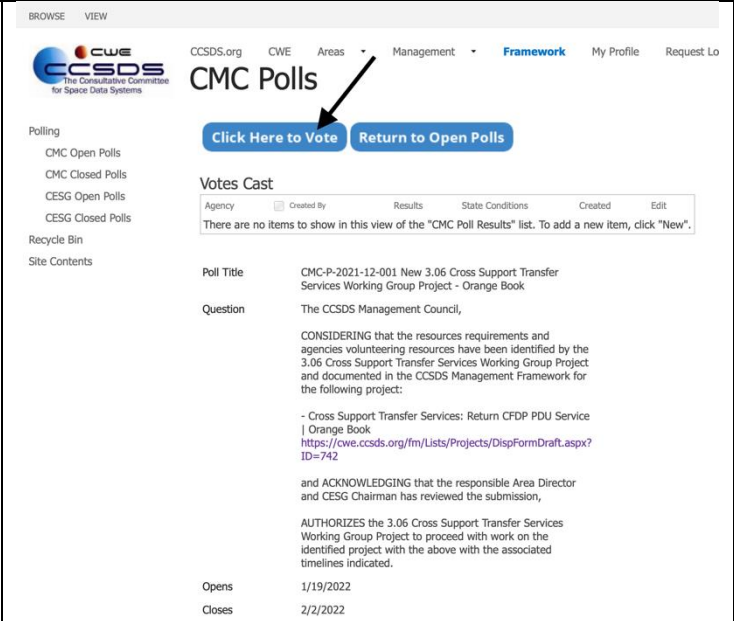 BROWSE VIEW
CWE
CCSDS
The Consultative Committee
for Space Data Systems
CCSDS.org CWE Areas Management Framework My Profile Request Lo
CMC Polls
Polling
CMC Open Polls
CMC Closed Polls
CESG Open Polls
CESG Closed Polls
Recycle Bin
Site Contents
Click Here to Vote Return to Open Polls
Votes Cast
Agency Created By Results State Conditions Created Edit
There are no items to show in this view of the "CMC Poll Results" list. To add a new item, click "New".
Poll Title CMC-P-2021-12-001 New 3.06 Cross Support Transfer
Services Working Group Project - Orange Book
Question The CCSDS Management Council,
CONSIDERING that the resources requirements and
agencies volunteering resources have been identified by the
3.06 Cross Support Transfer Services Working Group Project
and documented in the CCSDS Management Framework for
the following project:
- Cross Support Transfer Services: Return CFDP PDU Service
| Orange Book
https://cwe.ccsds.org/fm/Lists/Projects/DispFormDraft.aspx?
ID=742
and ACKNOWLEDGING that the responsible Area Director
and CESG Chairman has reviewed the submission,
AUTHORIZES the 3.06 Cross Support Transfer Services
Working Group Project to proceed with work on the
identified project with the above with the associated
timelines indicated.
Opens 1/19/2022
Closes 2/2/2022